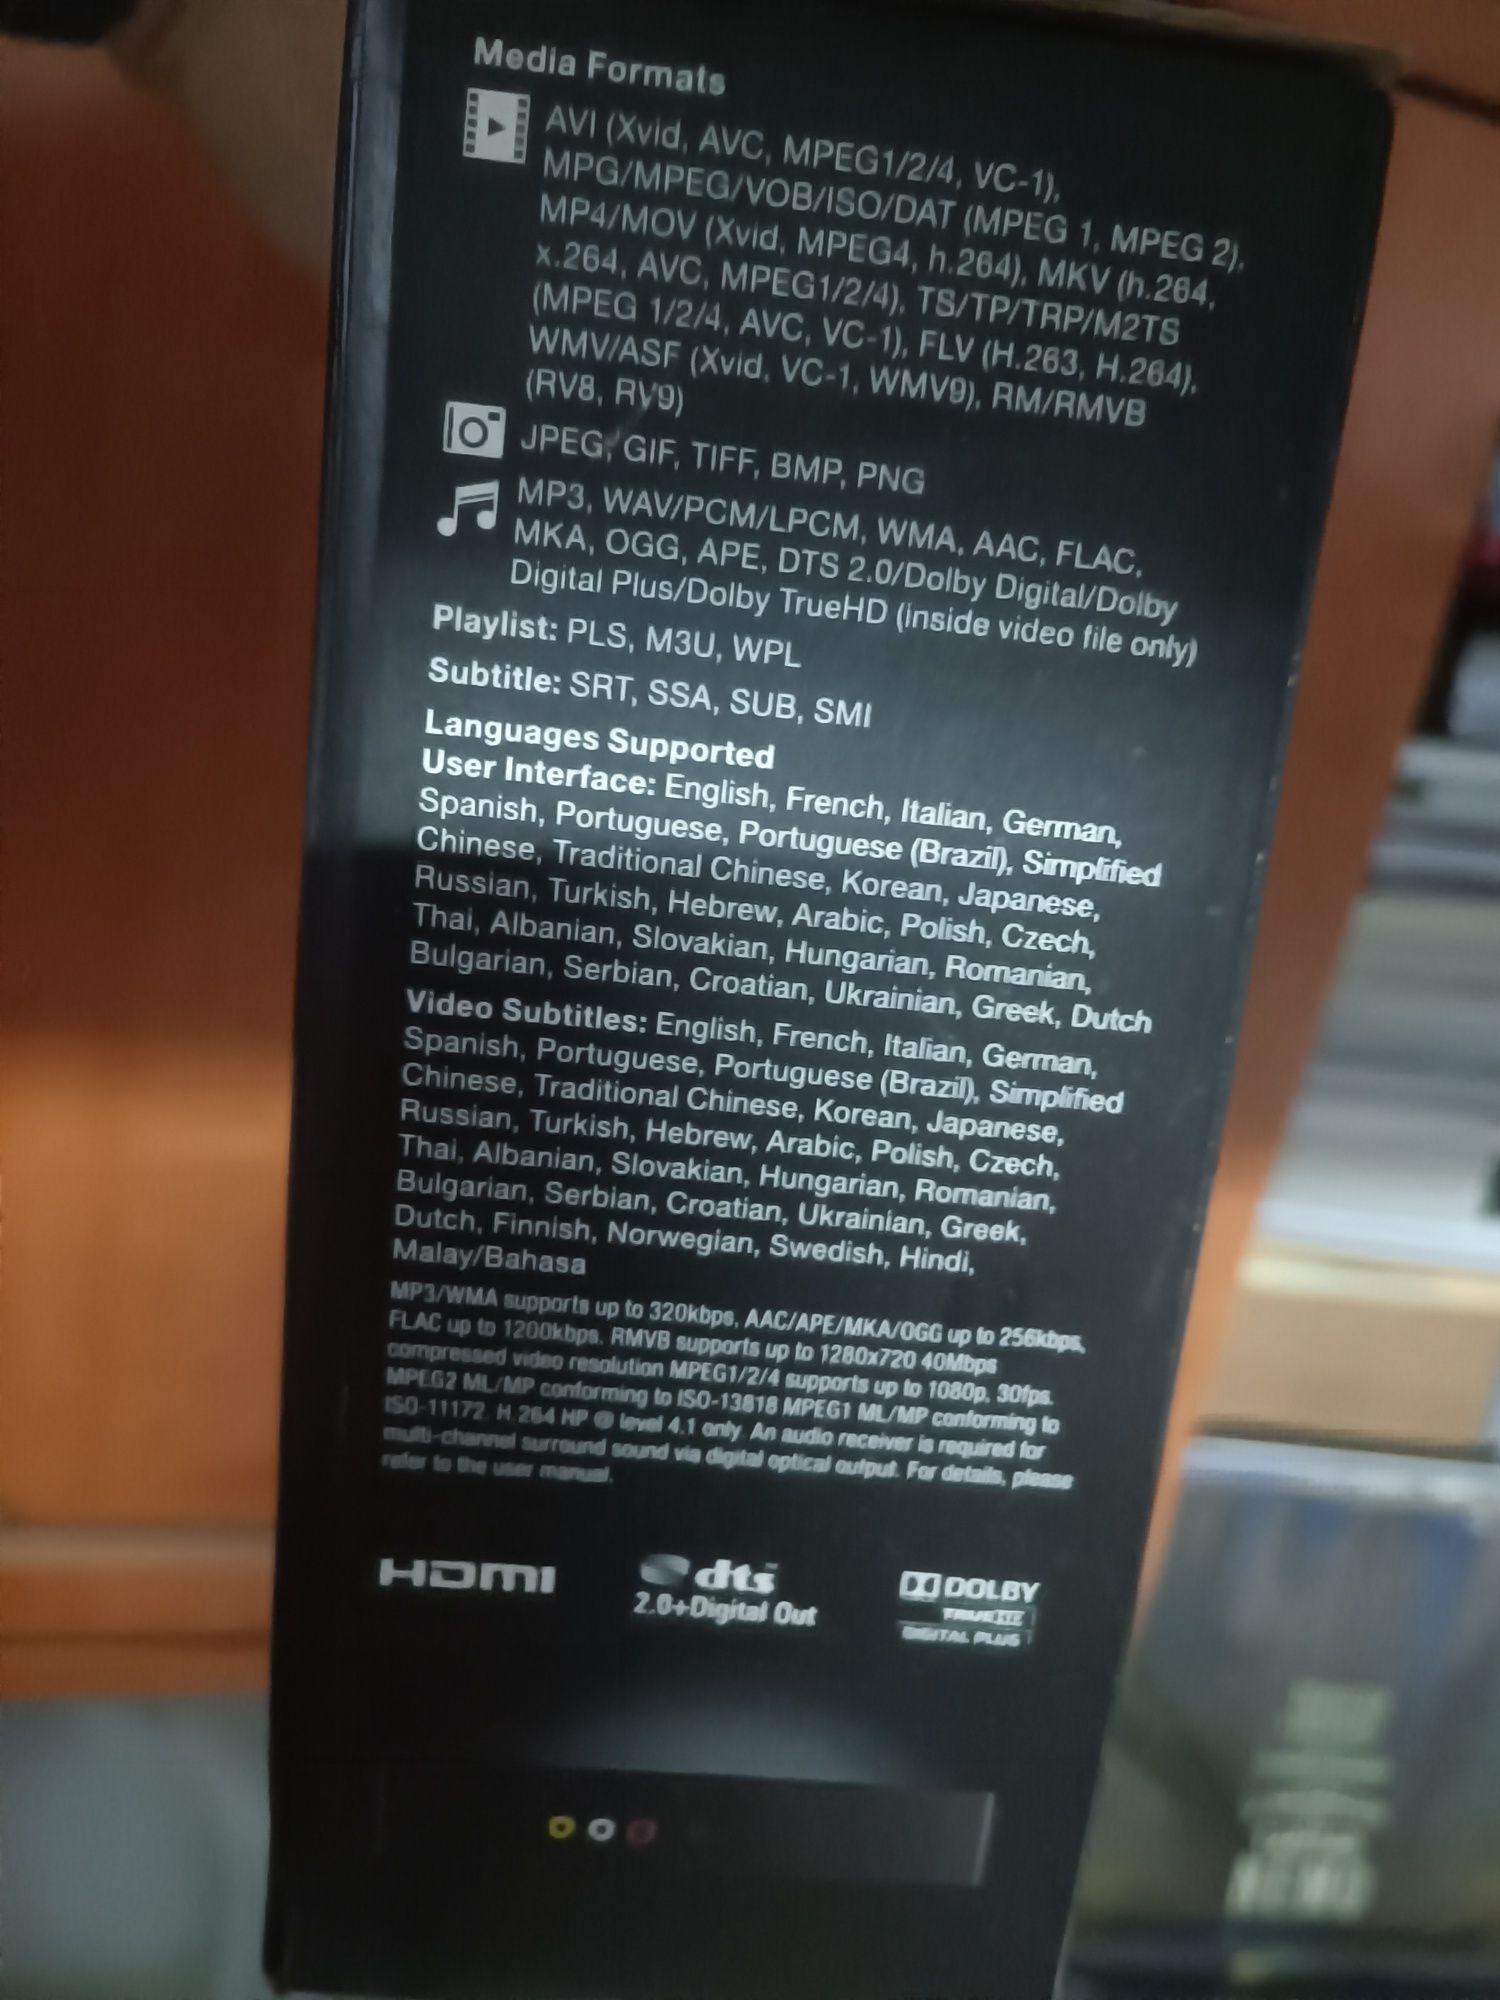 Media Formats
AVI (Xvid, AVC, MPEG1/2/4, VC-1),
MPG/MPEG/VOB/ISO/DAT (MPEG 1, MPEG 2),
MP4/MOV (Xvid, MPEG4, h.264), MKV (h.264,
x.264, AVC, MPEG1/2/4), TS/TP/TRP/M2TS
(MPEG 1/2/4, AVC, VC-1), FLV (H.263, H.264),
WMV/ASF (Xvid, VC-1, WMV9), RM/RMVB
(RV8, RV9)
JPEG, GIF, TIFF, BMP, PNG
MP3, WAV/PCM/LPCM, WMA, AAC, FLAC,
MKA, OGG, APE, DTS 2.0/Dolby Digital/Dolby
Digital Plus/Dolby TrueHD (inside video file only)
Playlist: PLS, M3U, WPL
Subtitle: SRT, SSA, SUB, SMI
Languages Supported
User Interface: English, French, Italian, German,
Spanish, Portuguese, Portuguese (Brazil), Simplified
Chinese, Traditional Chinese, Korean, Japanese,
Russian, Turkish, Hebrew, Arabic, Polish, Czech,
Thai, Albanian, Slovakian, Hungarian, Romanian,
Bulgarian, Serbian, Croatian, Ukrainian, Greek, Dutch
Video Subtitles: English, French, Italian, German,
Spanish, Portuguese, Portuguese (Brazil), Simplified
Chinese, Traditional Chinese, Korean, Japanese,
Russian, Turkish, Hebrew, Arabic, Polish, Czech,
Thai, Albanian, Slovakian, Hungarian, Romanian,
Bulgarian, Serbian, Croatian, Ukrainian, Greek,
Dutch, Finnish, Norwegian, Swedish, Hindi,
Malay/Bahasa
MP3/WMA supports up to 320kbps, AAC/APE/MKA/OGG up to 256kbps,
FLAC up to 1200kbps. RMVB supports up to 1280x720 40Mbps
compressed video resolution MPEG1/2/4 supports up to 1080p, 30fps.
MPEG2 ML/MP conforming to ISO-13818 MPEG1 ML/MP conforming to
ISO-11172. H.264 HP @ level 4.1 only. An audio receiver is required for
multi-channel surround sound via digital optical output. For details, please
refer to the user manual.
HDMI
dts
2.0+Digital Out
DOLBY
TRUEHD
DIGITAL PLUS